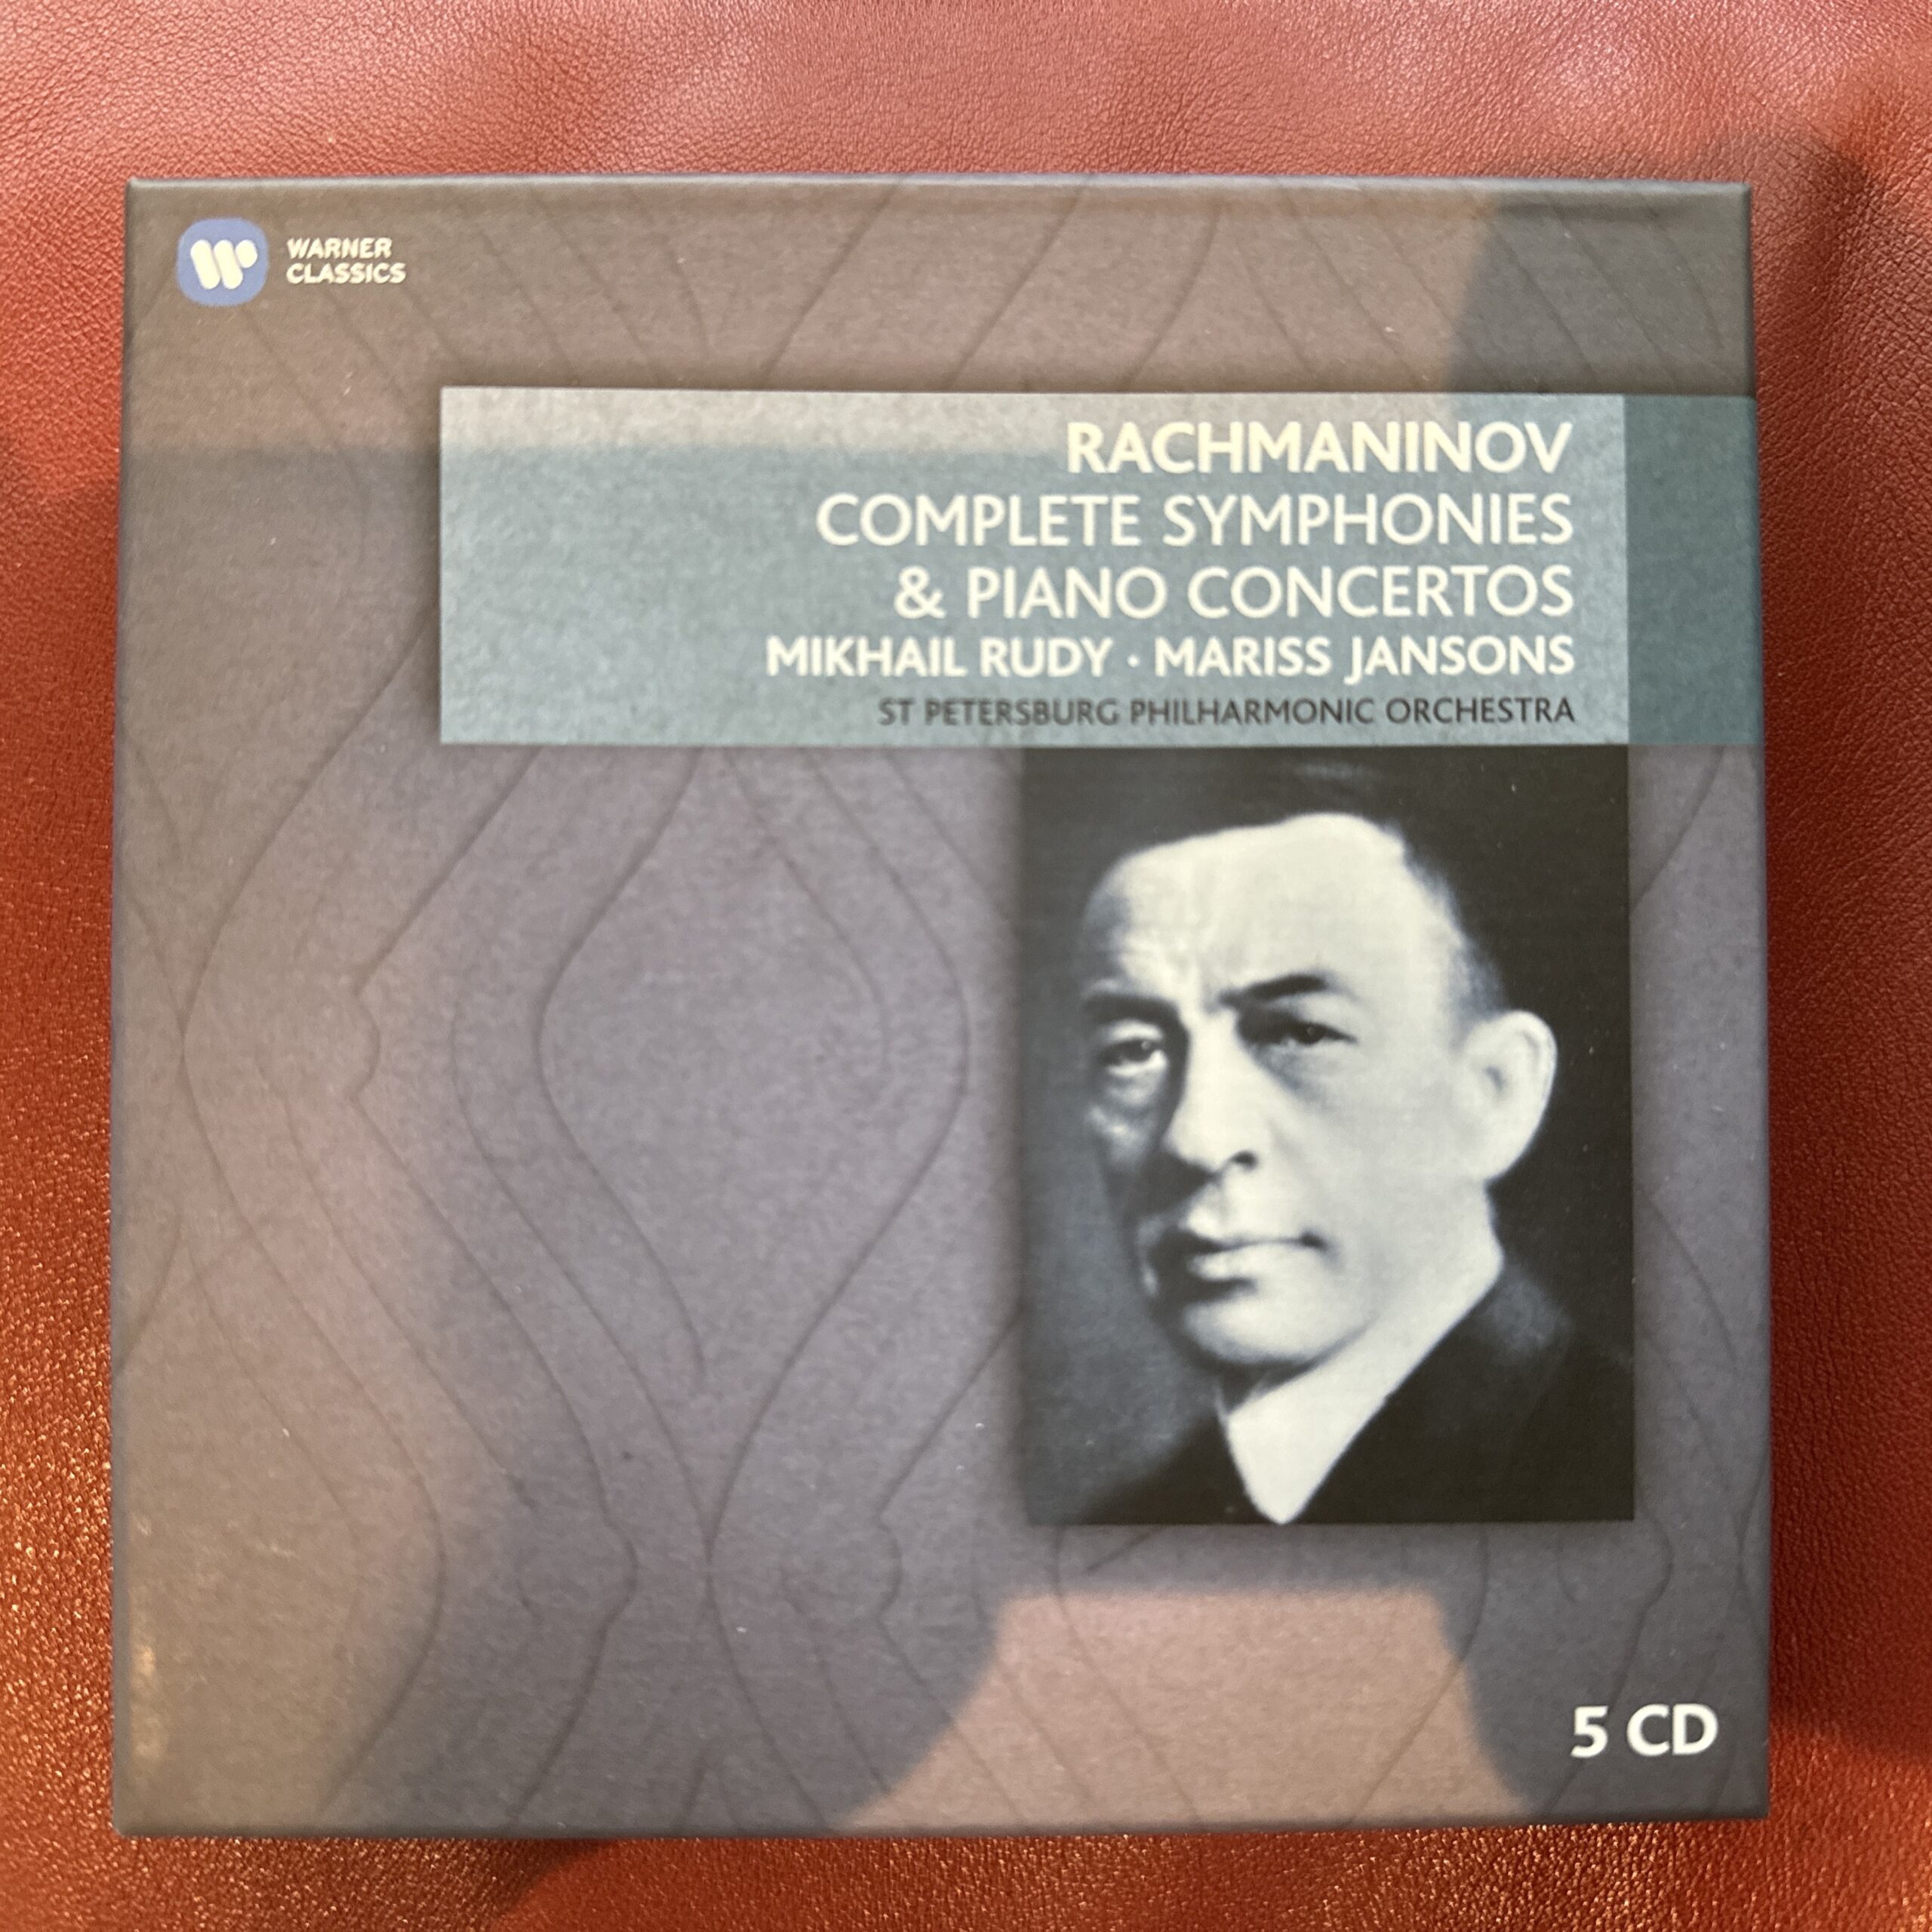 WARNER
CLASSICS
RACHMANINOV
COMPLETE SYMPHONIES
& PIANO CONCERTOS
MIKHAIL RUDY · MARISS JANSONS
ST PETERSBURG PHILHARMONIC ORCHESTRA
5 CD